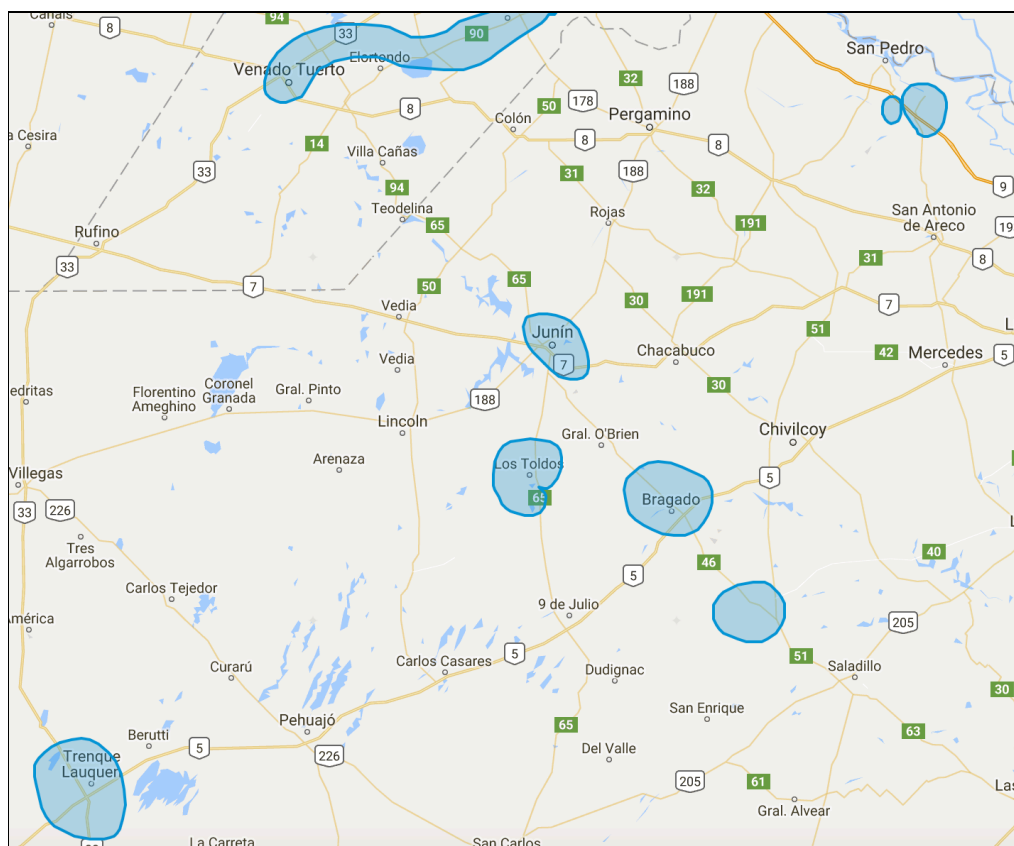 Canals
8
94
33
90
Elortondo
Venado Tuerto
San Pedro
8
50
178
32
188
Colón
Pergamino
8
8
a Cesira
14
Villa Cañas
33
94
31
188
32
9
Teodelina
65
Rojas
191
San Antonio
de Areco
19
Rufino
33
7
50
65
30
191
31
8
Vedia
7
Junín
7
51
L
Vedia
Chacabuco
42
Mercedes
5
edritas
Florentino
Ameghino
Coronel
Granada
Gral. Pinto
188
30
Lincoln
Gral. O'Brien
Chivilcoy
Villegas
Arenaza
Los Toldos
65
Bragado
5
33
226
Tres
Algarrobos
46
40
5
Carlos Tejedor
9 de Julio
América
205
Curarú
Carlos Casares
5
Dudignac
51
Saladillo
30
Pehuajó
San Enrique
65
63
Berutti
5
226
Del Valle
Trenque
Lauquen
205
61
Las
Gral. Alvear
La Carreta
San Carlos